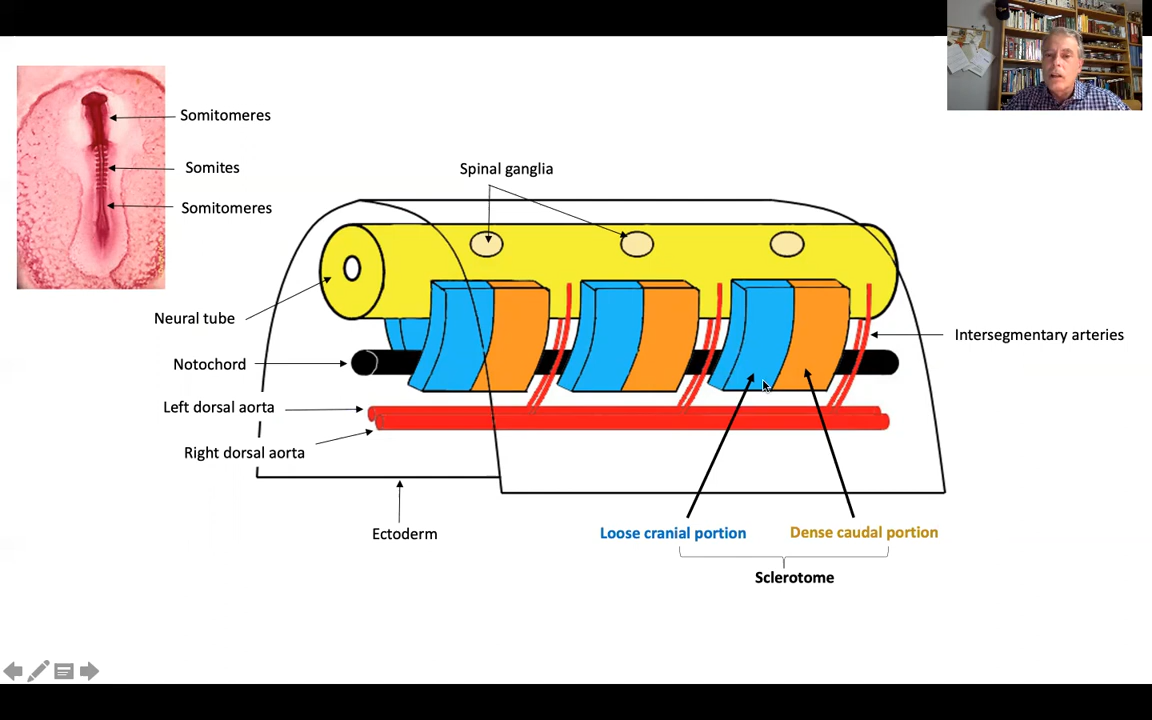 Somitomeres
Somites
Somitomeres
Spinal ganglia
Neural tube
Notochord
Left dorsal aorta
Right dorsal aorta
Ectoderm
Intersegmentary arteries
Loose cranial portion
Dense caudal portion
Sclerotome